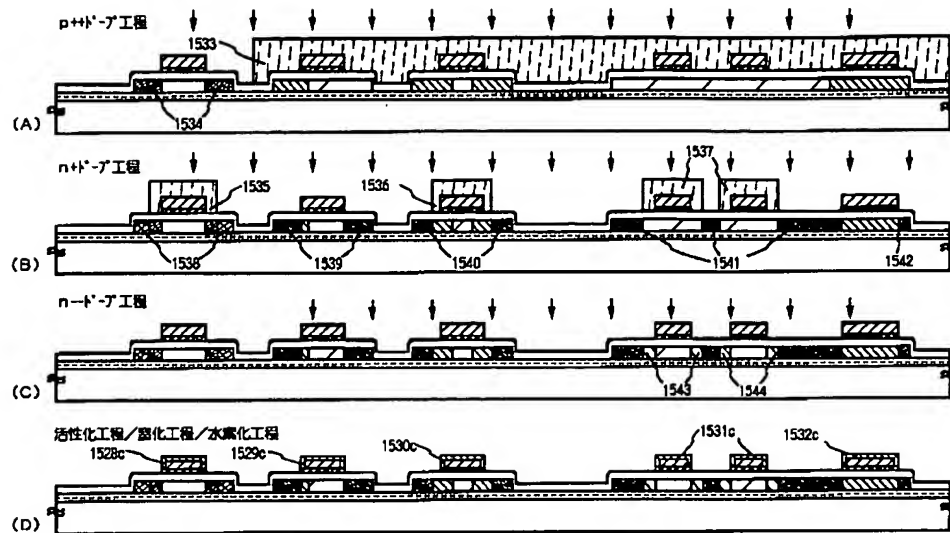 p++ドープ工程
1533
1534
(A)
n+ドープ工程
1535
1536
1537
1538
1539
1540
1541
1542
(B)
n--ドープ工程
1543
1544
(C)
活性化工程/窒化工程/水素化工程
1528c
1529c
1530c
1531c
1532c
(D)